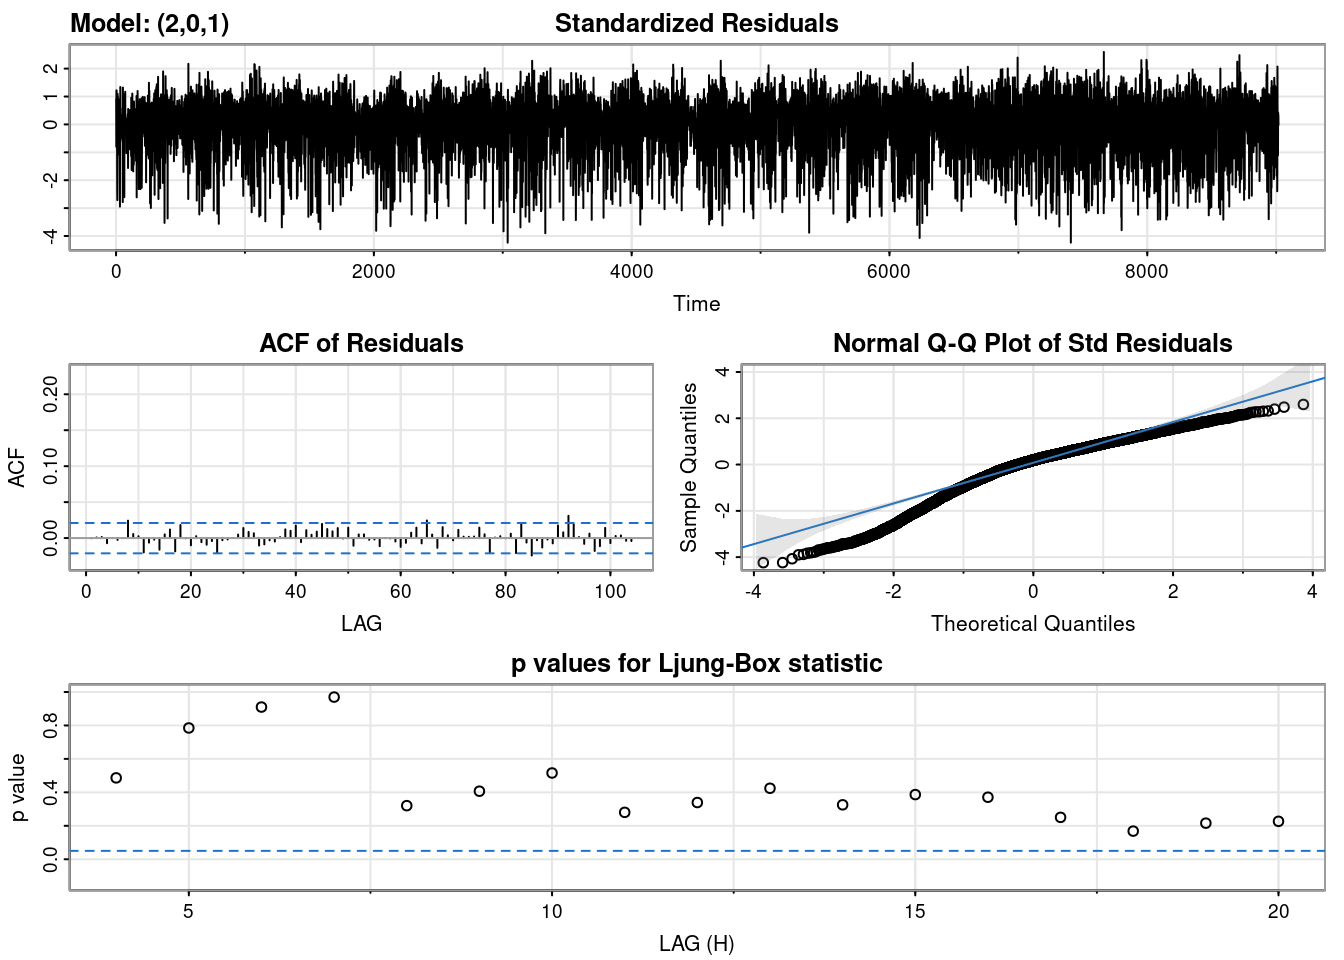 Model: (2,0,1) Standardized Residuals
2
1
0
-2
-4
0 2000 4000 6000 8000
Time
ACF of Residuals
ACF
0.20
0.10
0.00
0 20 40 60 80 100
LAG
Normal Q-Q Plot of Std Residuals
Sample Quantiles
4
2
0
-2
-4
-4 -2 0 2 4
Theoretical Quantiles
p values for Ljung-Box statistic
p value
0.8
0.4
0.0
5 10 15 20
LAG (H)